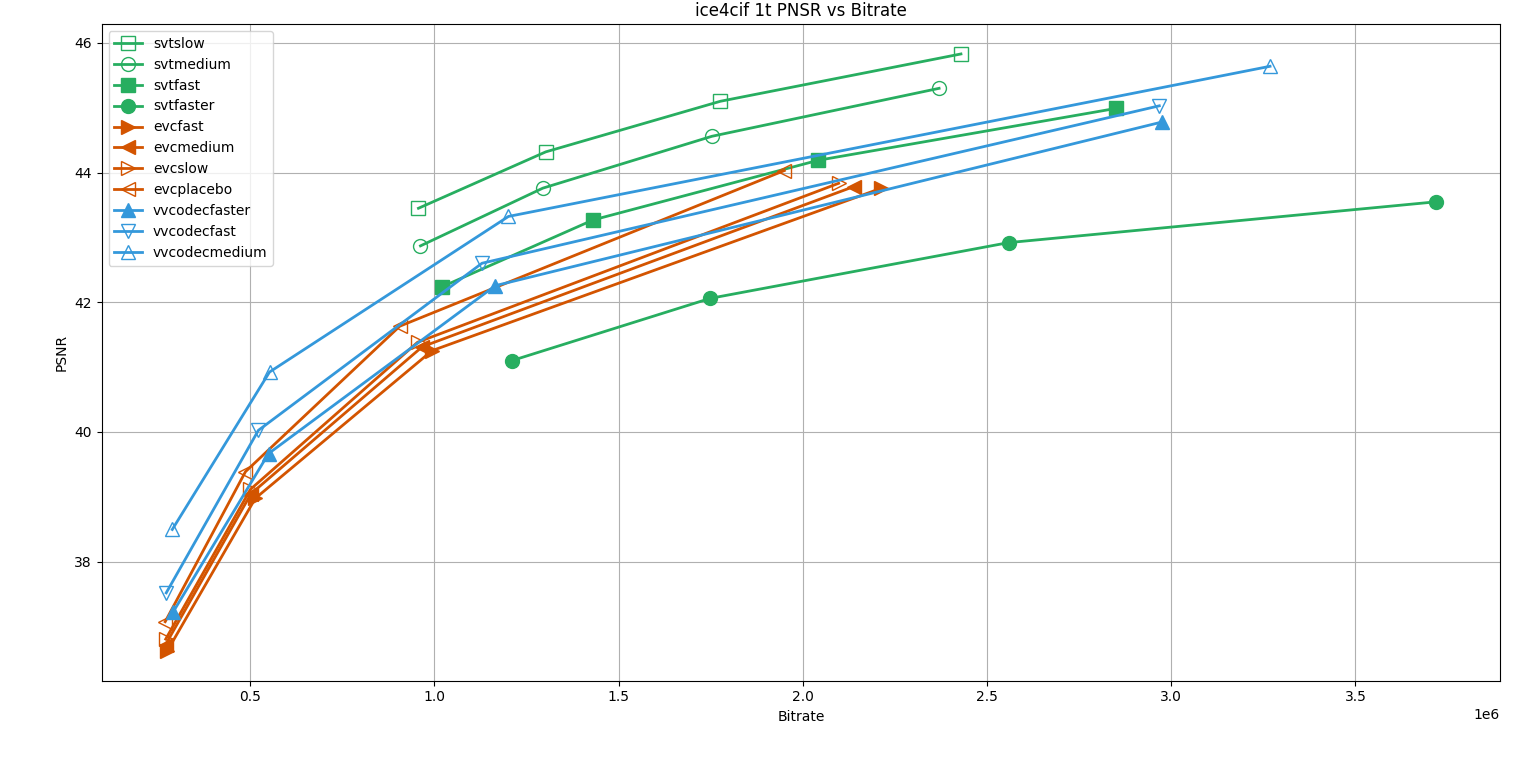 ice4cif 1t PNSR vs Bitrate
svtslow
svtmedium
svtfast
svtfaster
evcfast
evcmedium
evcslow
evcplacebo
vvcodecfaster
vvcodecfast
vvcodecmedium
46
44
42
40
38
PSNR
0.5
1.0
1.5
2.0
2.5
3.0
3.5
Bitrate
1e6